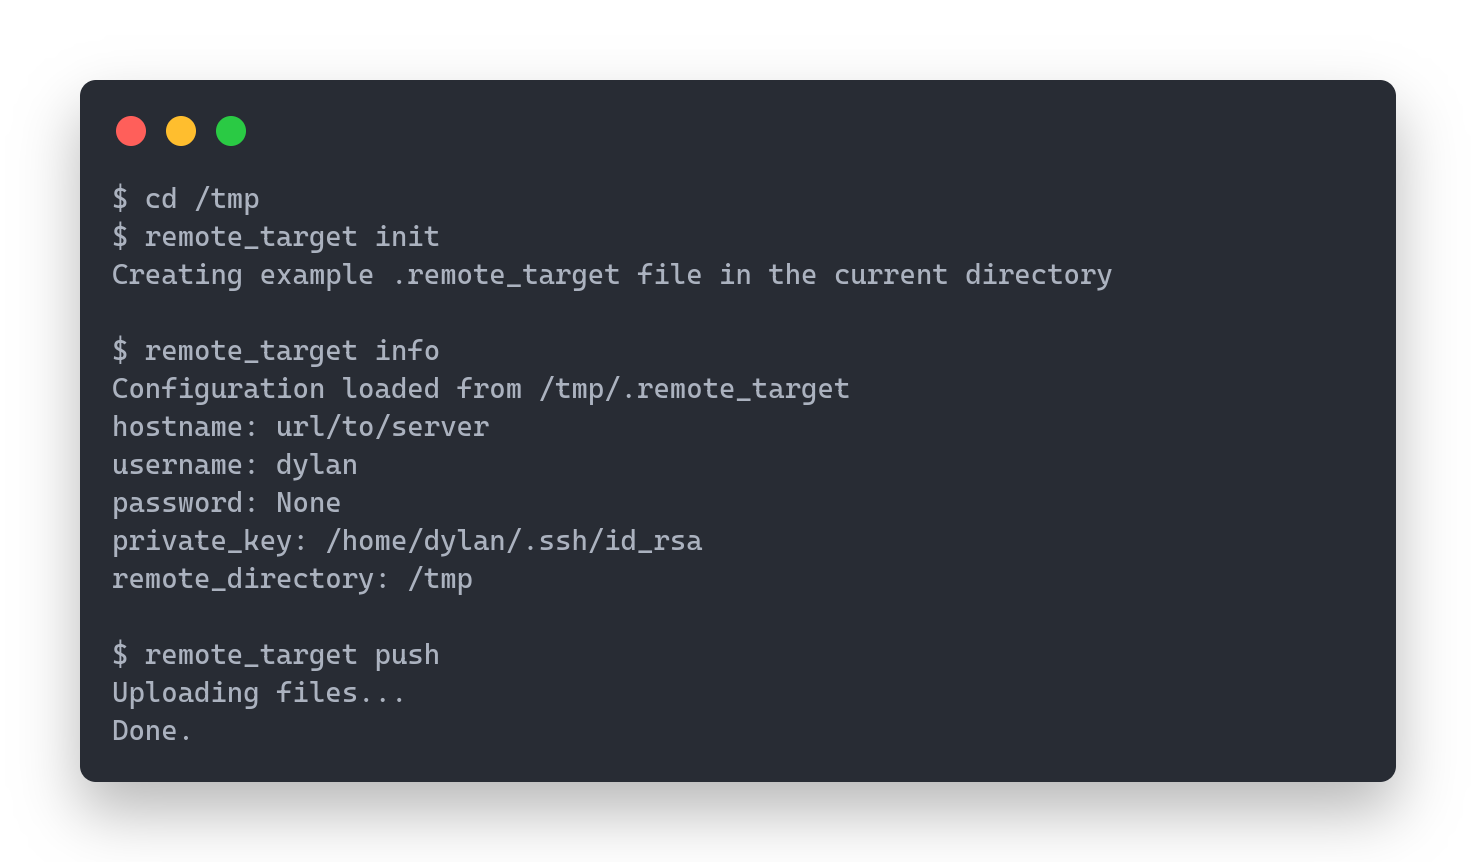 $ cd /tmp
$ remote_target init
Creating example .remote_target file in the current directory
$ remote_target info
Configuration loaded from /tmp/.remote_target
hostname: url/to/server
username: dylan
password: None
private_key: /home/dylan/.ssh/id_rsa
remote_directory: /tmp
$ remote_target push
Uploading files...
Done.